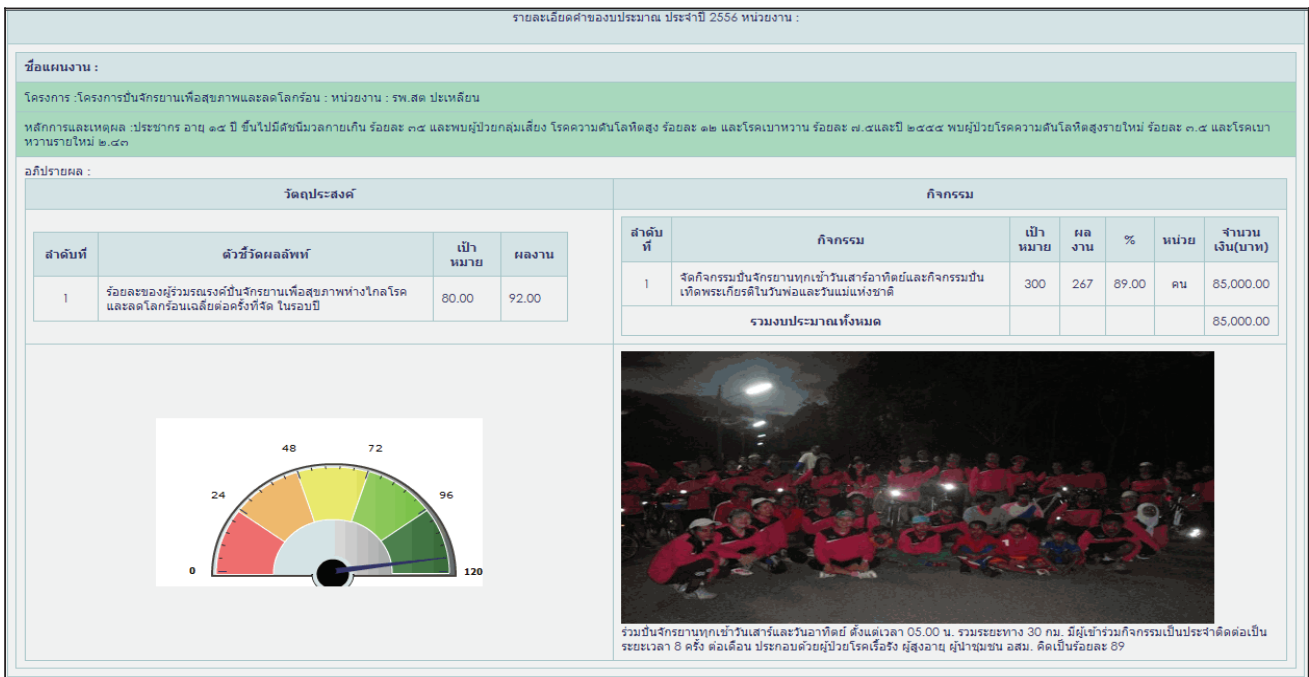 รายละเอียดคำของบประมาณ ประจำปี 2556 หน่วยงาน :
ชื่อแผนงาน :
โครงการ :โครงการปั่นจักรยานเพื่อสุขภาพและลดโลกร้อน : หน่วยงาน : รพ.สต ปะเหลียน
หลักการและเหตุผล :ประชากร อายุ ๑๕ ปี ขึ้นไปมีดัชนีมวลกายเกิน ร้อยละ ๓๕ และพบผู้ป่วยกลุ่มเสี่ยง โรคความดันโลหิตสูง ร้อยละ ๑๒ และโรคเบาหวาน ร้อยละ ๗.๕และปี ๒๕๕๔ พบผู้ป่วยโรคความดันโลหิตสูงรายใหม่ ร้อยละ ๓.๕ และโรคเบา
หวานรายใหม่ ๒.๔๓
อภิปรายผล :
วัตถุประสงค์
กิจกรรม
ลำดับที่ ตัวชี้วัดผลลัพท์ เป้า
หมาย ผลงาน
1 ร้อยละของผู้ร่วมรณรงค์ปั่นจักรยานเพื่อสุขภาพห่างไกลโรค
และลดโลกร้อนเฉลี่ยต่อครั้งที่จัด ในรอบปี 80.00 92.00
ลำดับ
ที่ กิจกรรม เป้า
หมาย ผล
งาน % หน่วย จำนวน
เงิน(บาท)
1 จัดกิจกรรมปั่นจักรยานทุกเช้าวันเสาร์อาทิตย์และกิจกรรมปั่น
เทิดพระเกียรติในวันพ่อและวันแม่แห่งชาติ 300 267 89.00 คน 85,000.00
รวมงบประมาณทั้งหมด 85,000.00
48 72
24 96
0 120
ร่วมปั่นจักรยานทุกเช้าวันเสาร์และวันอาทิตย์ ตั้งแต่เวลา 05.00 น. รวมระยะทาง 30 กม. มีผู้เข้าร่วมกิจกรรมเป็นประจำติดต่อเป็น
ระยะเวลา 8 ครั้ง ต่อเดือน ประกอบด้วยผู้ป่วยโรคเรื้อรัง ผู้สูงอายุ ผู้นำชุมชน อสม. คิดเป็นร้อยละ 89